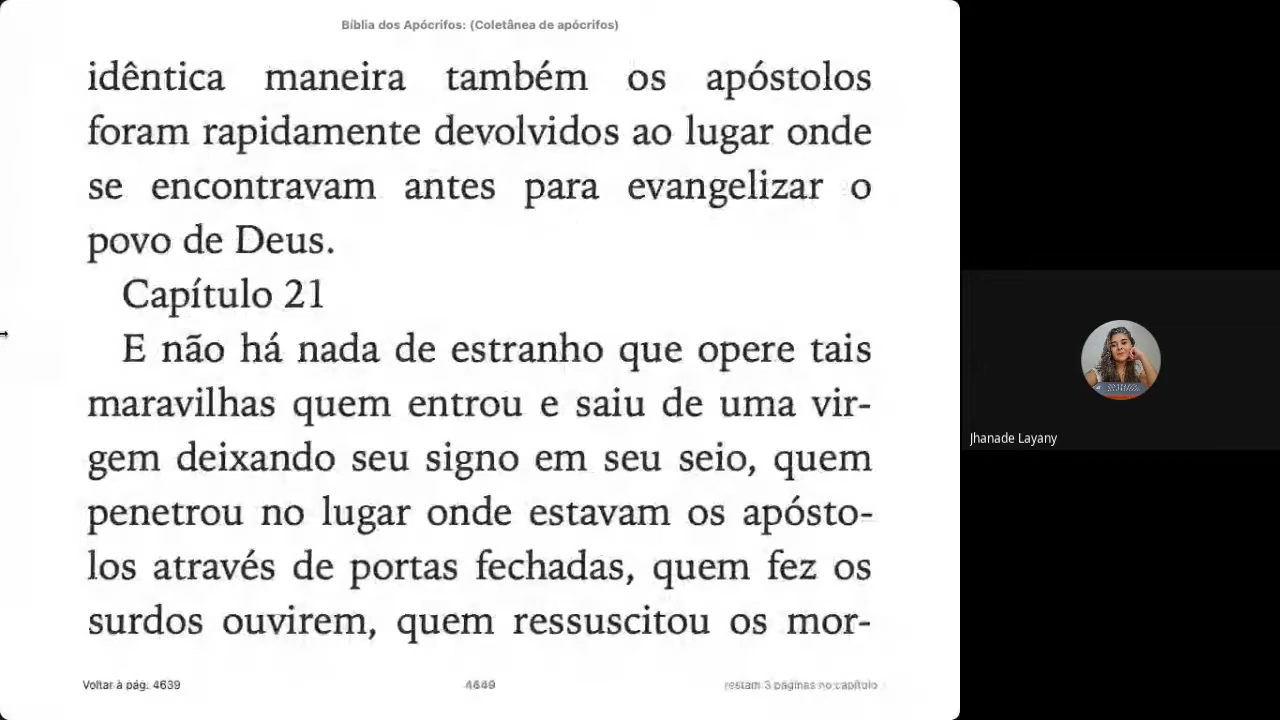 Bíblia dos Apócrifos: (Coletânea de apócrifos)
idêntica maneira também os apóstolos
foram rapidamente devolvidos ao lugar onde
se encontravam antes para evangelizar o
povo de Deus.
Capítulo 21
E não há nada de estranho que opere tais
maravilhas quem entrou e saiu de uma vir-
gem deixando seu signo em seu seio, quem
penetrou no lugar onde estavam os apósto-
los através de portas fechadas, quem fez os
surdos ouvirem, quem ressuscitou os mor-
Voltar à pág. 4639
restam 3 páginas no capítulo
Jhanade Layany